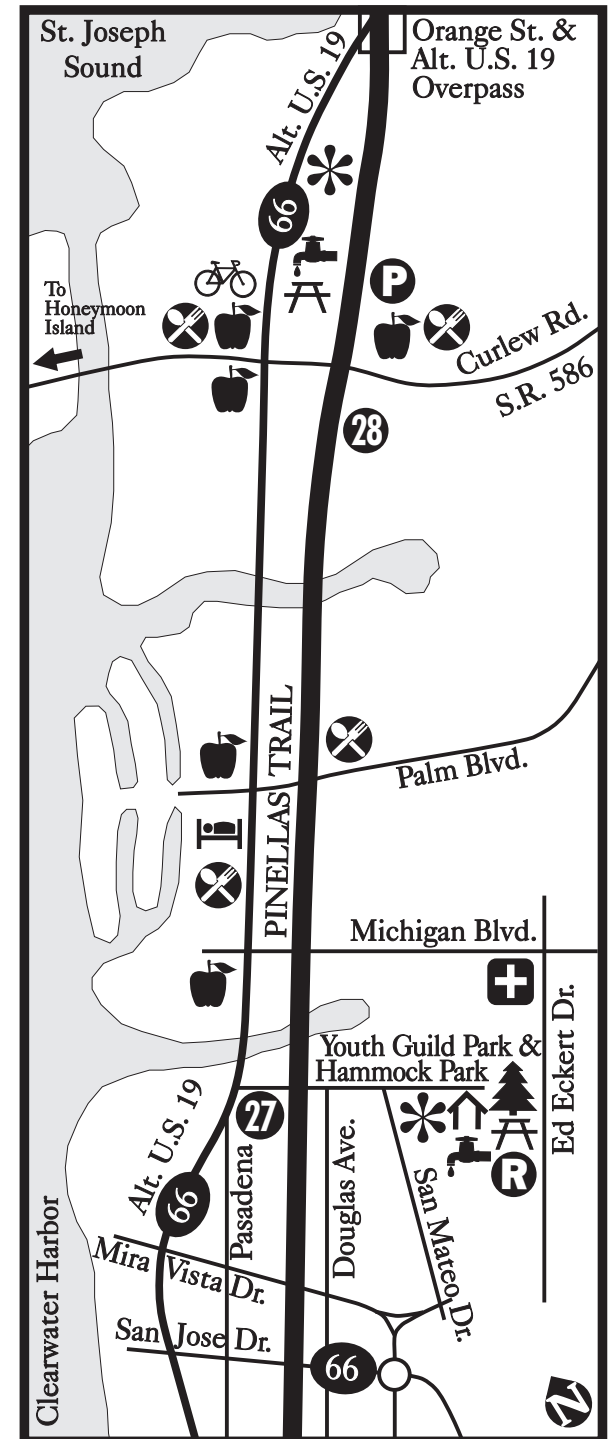 St. Joseph
Sound
Orange St. &
Alt. U.S. 19
Overpass
Alt. U.S. 19
66
P
To
Honeymoon
Island
Curlew Rd.
S.R. 586
28
PINELLAS TRAIL
Palm Blvd.
Michigan Blvd.
Ed Eckert Dr.
Youth Guild Park &
Hammock Park
27
R
Alt. U.S. 19
66
Pasadena
Douglas Ave.
San Mateo Dr.
Mira Vista Dr.
San Jose Dr.
66
Clearwater Harbor
N